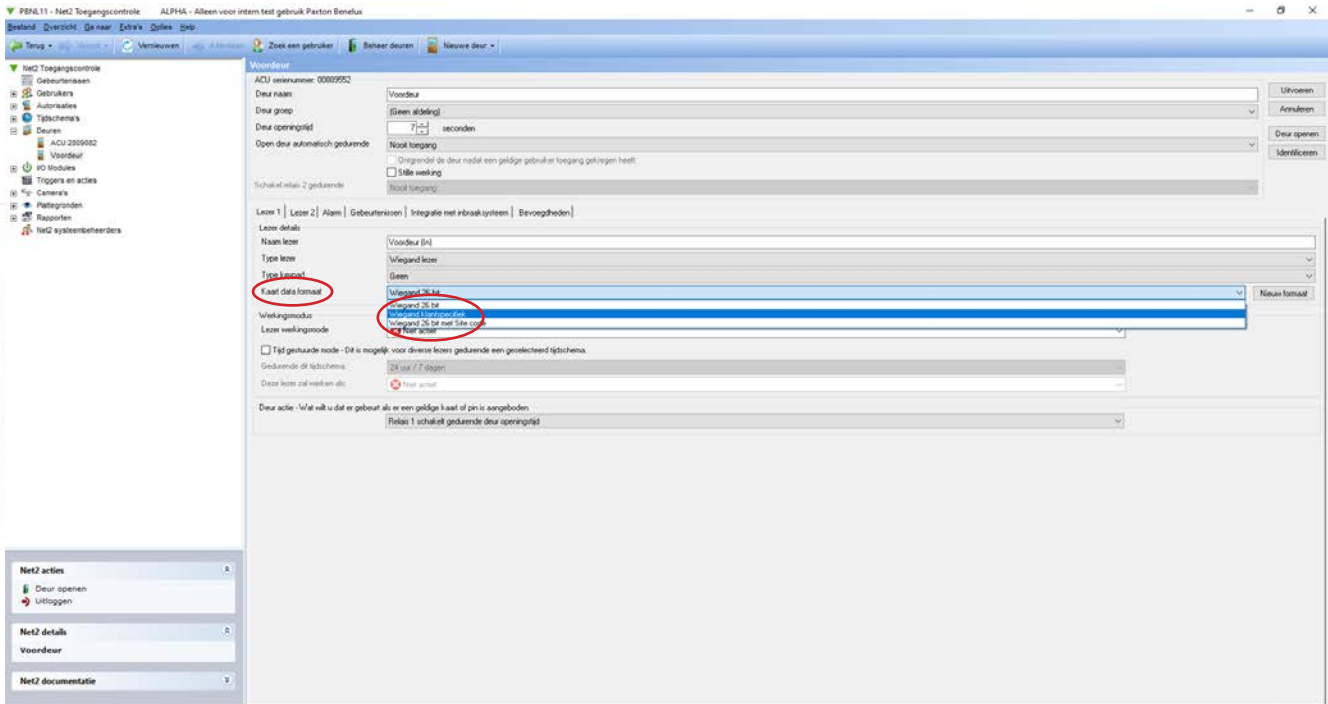 PBNL11 - Net2 Toegangscontrole ALPHA - Alleen voor intern test gebruik Paxton Benelux
Bestand Overzicht Ga naar Extra's Opties Help
Terug Vernieuwen Zoek een gebruiker Beheer deuren Nieuwe deur
Net2 Toegangscontrole
Gebeurtenissen
Gebruikers
Autorisaties
Tijdschema's
Deuren
ACU:2809082
Voordeur
I/O Modules
Triggers en acties
Camera's
Plattegronden
Rapporten
Net2 systeembeheerders
Net2 acties
Deur openen
Uitloggen
Net2 details
Voordeur
Net2 documentatie
Voordeur
ACU serienummer: 00889552
Deur naam Voordeur
Deur groep (Geen afdeling)
Deur openingstijd 7 seconden
Open deur automatisch gedurende Nooit toegang
Ontgrendel de deur nadat een geldige gebruiker toegang gekregen heeft
Stille werking
Schakel relais 2 gedurende Nooit toegang
Uitvoeren
Annuleren
Deur openen
Identificeren
Lezer 1 Lezer 2 Alarm Gebeurtenissen Integratie met inbraaksysteem Bevoegdheden
Lezer details
Naam lezer Voordeur (In)
Type lezer Wiegand lezer
Type keypad Geen
Kaart data formaat Wiegand 26 bit Nieuw formaat
Wiegand 26 bit
Wiegand klantspecifiek
Wiegand 26 bit met Site code
Werkingsmodus
Lezer werkingsmode Niet actief
Tijd gestuurde mode - Dit is mogelijk voor diverse lezers gedurende een geselecteerd tijdschema.
Gedurende dit tijdschema 24 uur / 7 dagen
Deze lezer zal werken als: Niet actief
Deur actie - Wat wilt u dat er gebeurt als er een geldige kaart of pin is aangeboden
Relais 1 schakelt gedurende deur openingstijd